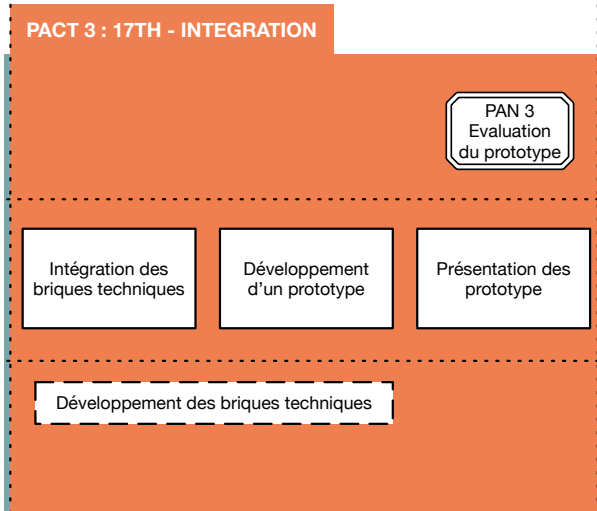 PACT 3 : 17TH - INTEGRATION
PAN 3
Evaluation
du prototype
Intégration des
briques techniques
Développement
d'un prototype
Présentation des
prototype
Développement des briques techniques